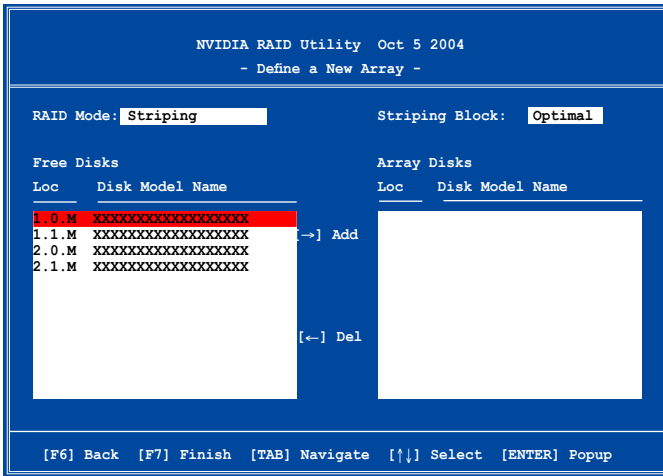 NVIDIA RAID Utility Oct 5 2004
- Define a New Array -
RAID Mode: Striping
Striping Block: Optimal
Free Disks
Loc Disk Model Name
1.0.M XXXXXXXXXXXXXXXXXX
1.1.M XXXXXXXXXXXXXXXXXX
2.0.M XXXXXXXXXXXXXXXXXX
2.1.M XXXXXXXXXXXXXXXXXX
[→] Add
[←] Del
Array Disks
Loc Disk Model Name
[F6] Back [F7] Finish [TAB] Navigate [↑↓] Select [ENTER] Popup